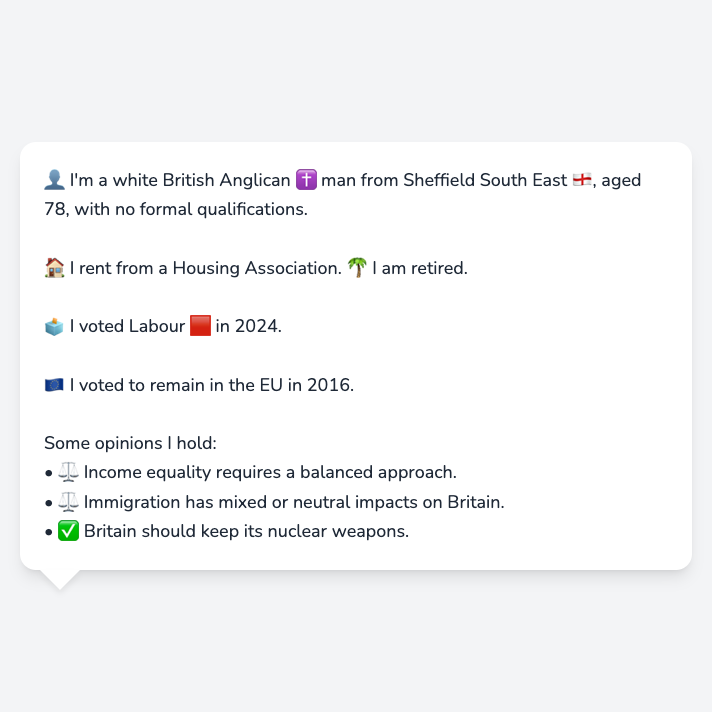 👤 I'm a white British Anglican ✝️ man from Sheffield South East 🏴󠁧󠁢󠁥󠁮󠁧󠁿, aged
78, with no formal qualifications.
🏠 I rent from a Housing Association. 🌴 I am retired.
🗳️ I voted Labour 🟥 in 2024.
🇪🇺 I voted to remain in the EU in 2016.
Some opinions I hold:
• ⚖️ Income equality requires a balanced approach.
• ⚖️ Immigration has mixed or neutral impacts on Britain.
• ✅ Britain should keep its nuclear weapons.